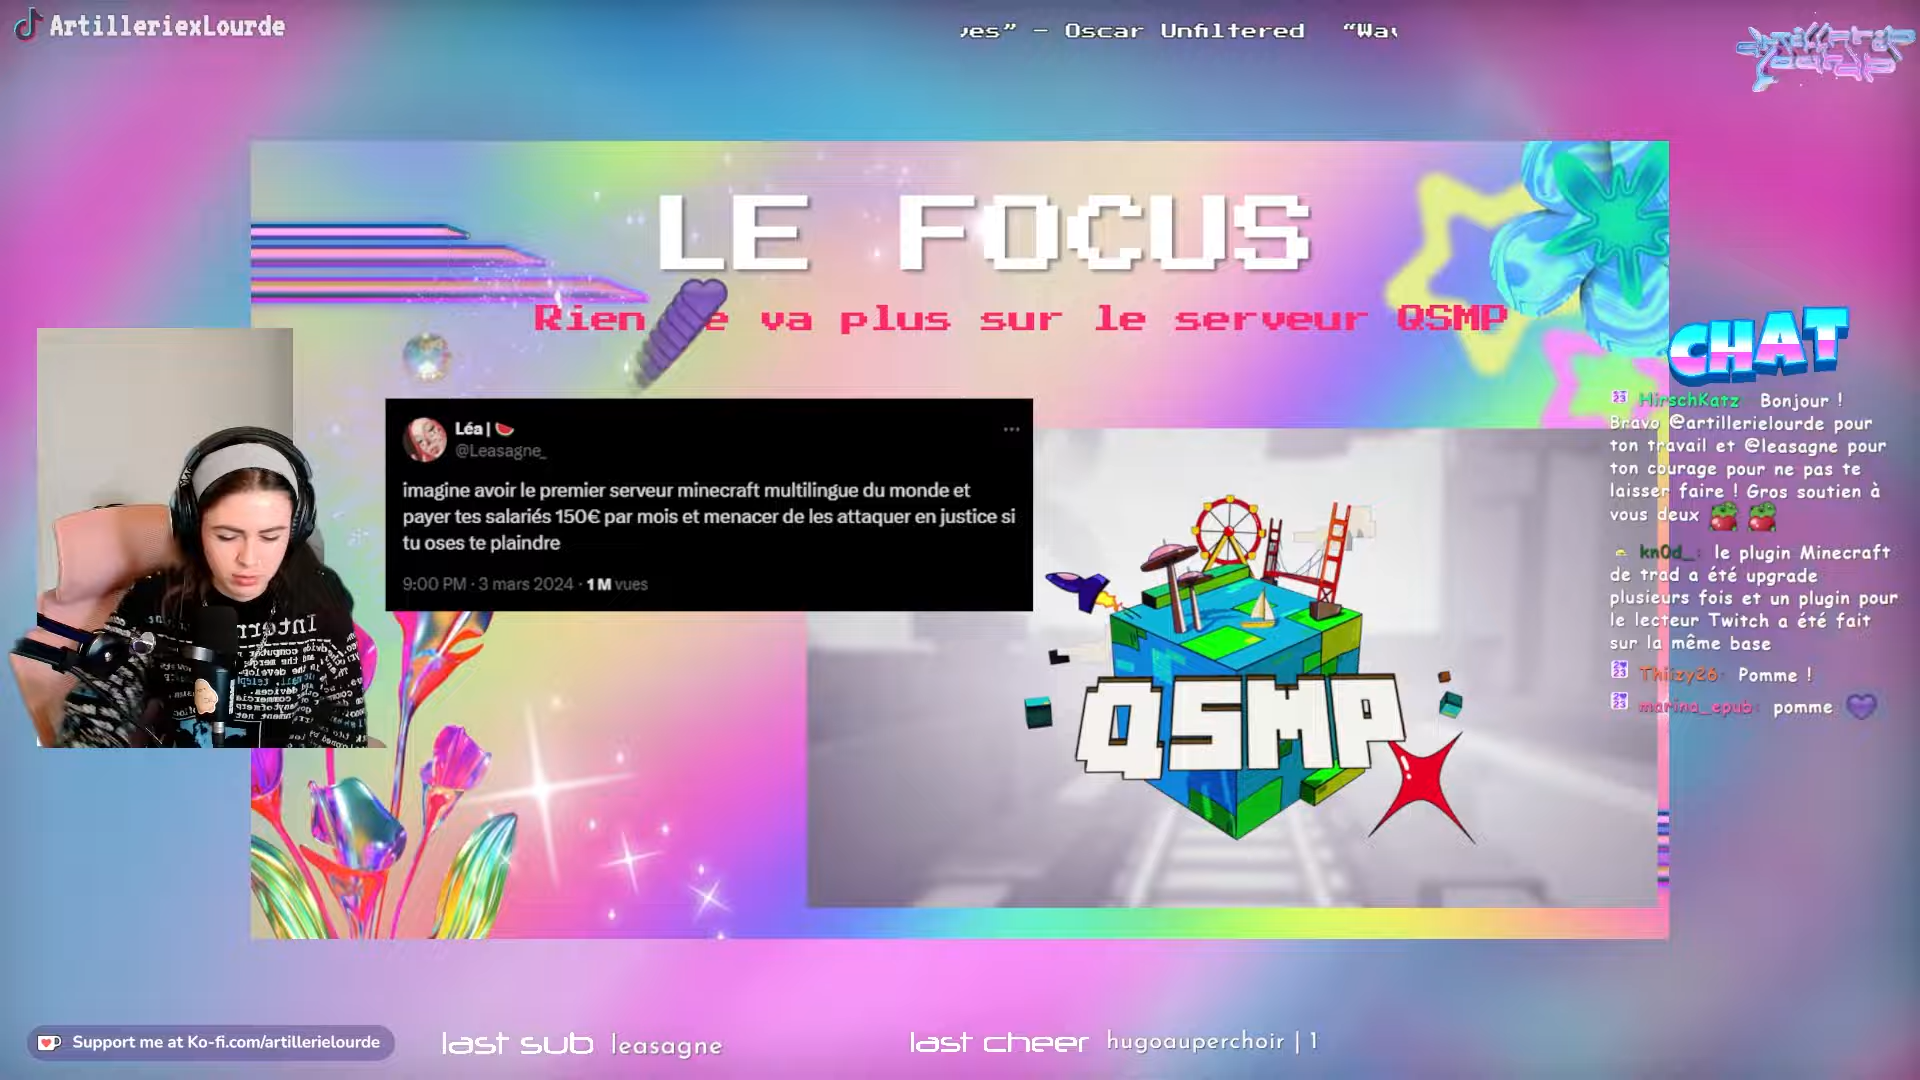 ArtilleriexLourde
ves” — Oscar Unfiltered “Wav
LE FOCUS
Rien e va plus sur le serveur QSMP
Léa |
@Leasagne_
imagine avoir le premier serveur minecraft multilingue du monde et
payer tes salariés 150€ par mois et menacer de les attaquer en justice si
tu oses te plaindre
9:00 PM · 3 mars 2024 · 1 M vues
QSMP
CHAT
HirschKatz: Bonjour !
Bravo @artillerielourde pour
ton travail et @leasagne pour
ton courage pour ne pas te
laisser faire ! Gros soutien à
vous deux
kn0d_: le plugin Minecraft
de trad a été upgrade
plusieurs fois et un plugin pour
le lecteur Twitch a été fait
sur la même base
Thiizy26: Pomme !
marina_epub: pomme
Support me at Ko-fi.com/artillerielourde
last sub leasagne
last cheer hugoauperchoir | 1